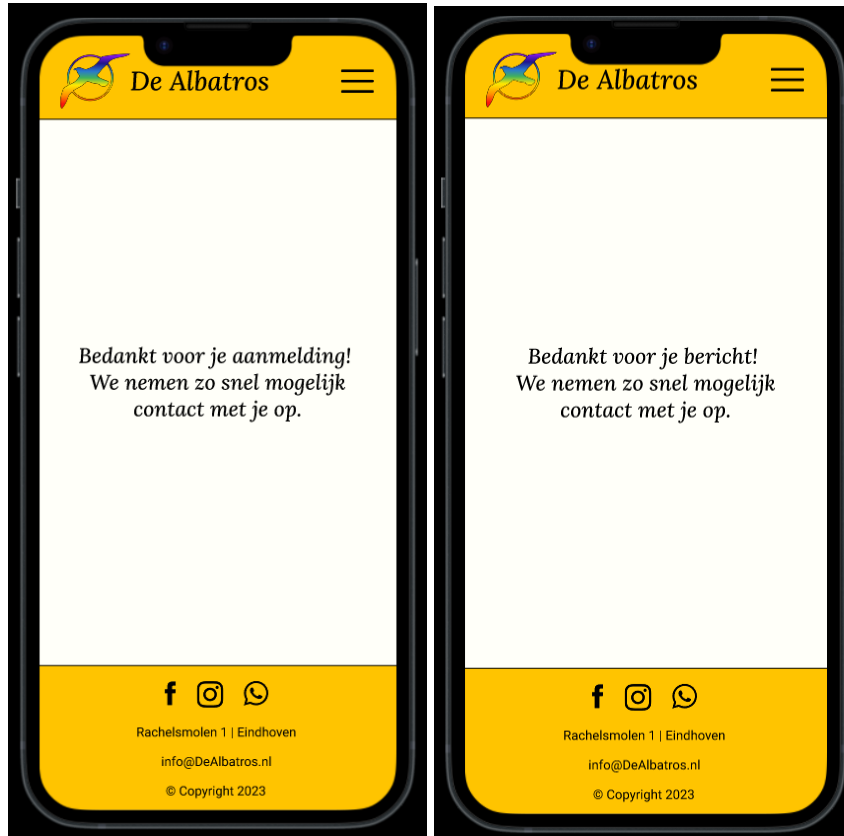 De Albatros
Bedankt voor je aanmelding!
We nemen zo snel mogelijk
contact met je op.
Rachelsmolen 1 | Eindhoven
info@DeAlbatros.nl
© Copyright 2023
De Albatros
Bedankt voor je bericht!
We nemen zo snel mogelijk
contact met je op.
Rachelsmolen 1 | Eindhoven
info@DeAlbatros.nl
© Copyright 2023